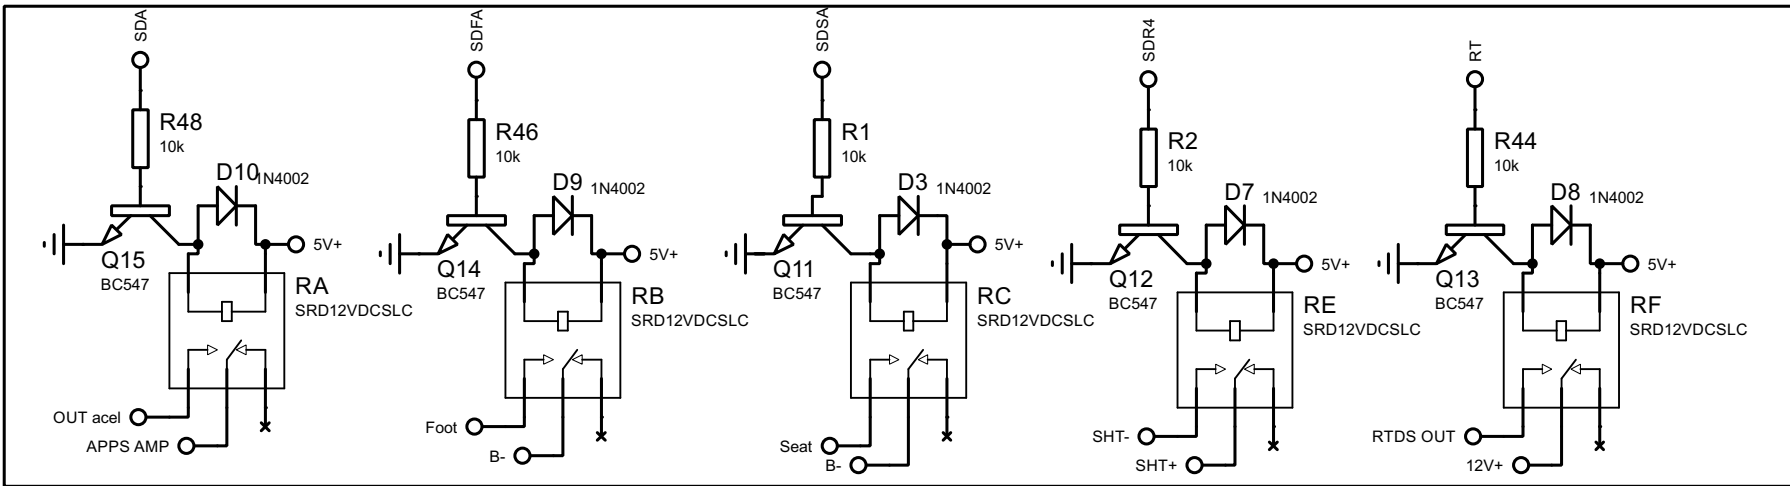 SDA
R48
10k
D10
1N4002
5V+
Q15
BC547
RA
SRD12VDCSLC
OUT acel
APPS AMP
SDFA
R46
10k
D9
1N4002
5V+
Q14
BC547
RB
SRD12VDCSLC
Foot
B-
SDSA
R1
10k
D3
1N4002
5V+
Q11
BC547
RC
SRD12VDCSLC
Seat
B-
SDR4
R2
10k
D7
1N4002
5V+
Q12
BC547
RE
SRD12VDCSLC
SHT-
SHT+
RT
R44
10k
D8
1N4002
5V+
Q13
BC547
RF
SRD12VDCSLC
RTDS OUT
12V+